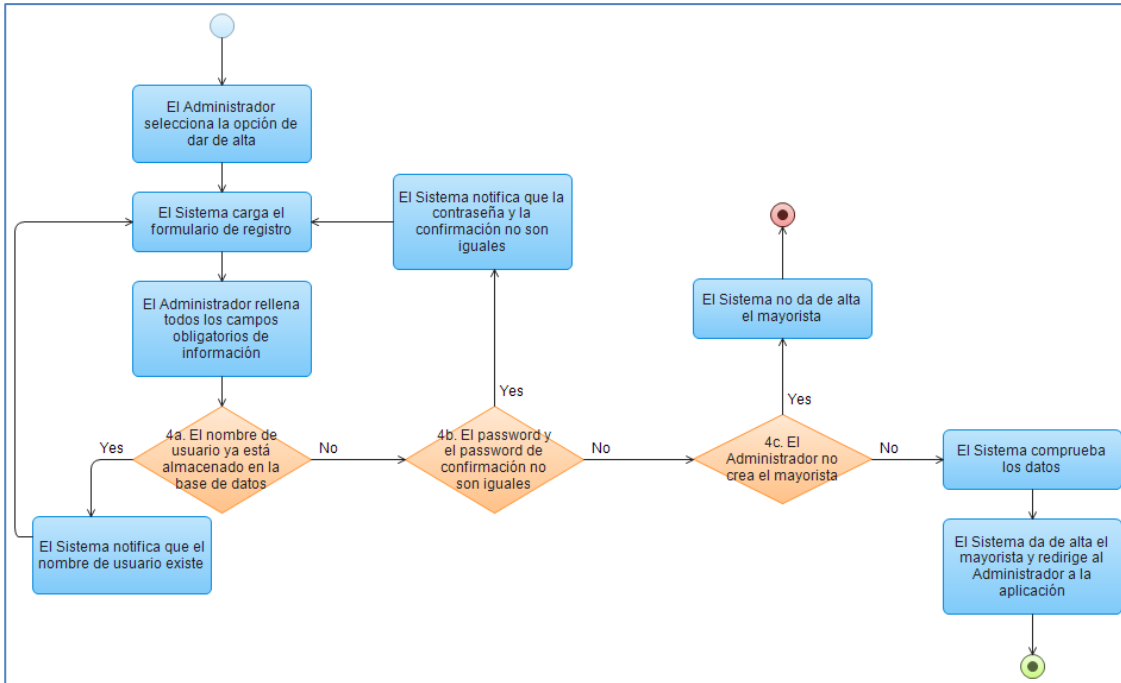 El Administrador
selecciona la opción de
dar de alta
El Sistema carga el
formulario de registro
El Sistema notifica que la
contraseña y la
confirmación no son
iguales
El Administrador rellena
todos los campos
obligatorios de
información
El Sistema no da de alta
el mayorista
Yes
4a. El nombre de
usuario ya está
almacenado en la
base de datos
No
Yes
4b. El password y
el password de
confirmación no
son iguales
No
Yes
4c. El
Administrador no
crea el mayorista
No
El Sistema comprueba
los datos
El Sistema notifica que el
nombre de usuario existe
El Sistema da de alta el
mayorista y redirige al
Administrador a la
aplicación